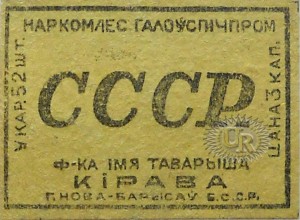 НАРКОМЛЕС ГАЛОЎСПІЧПРОМ
У КАР. 52 ШТ.
СССР
ЦАНА 3 КАП.
Ф-КА ІМЯ ТАВАРЫША
КІРАВА
Г. НОВА-БАРЫСАЎ Б.С.С.Р.